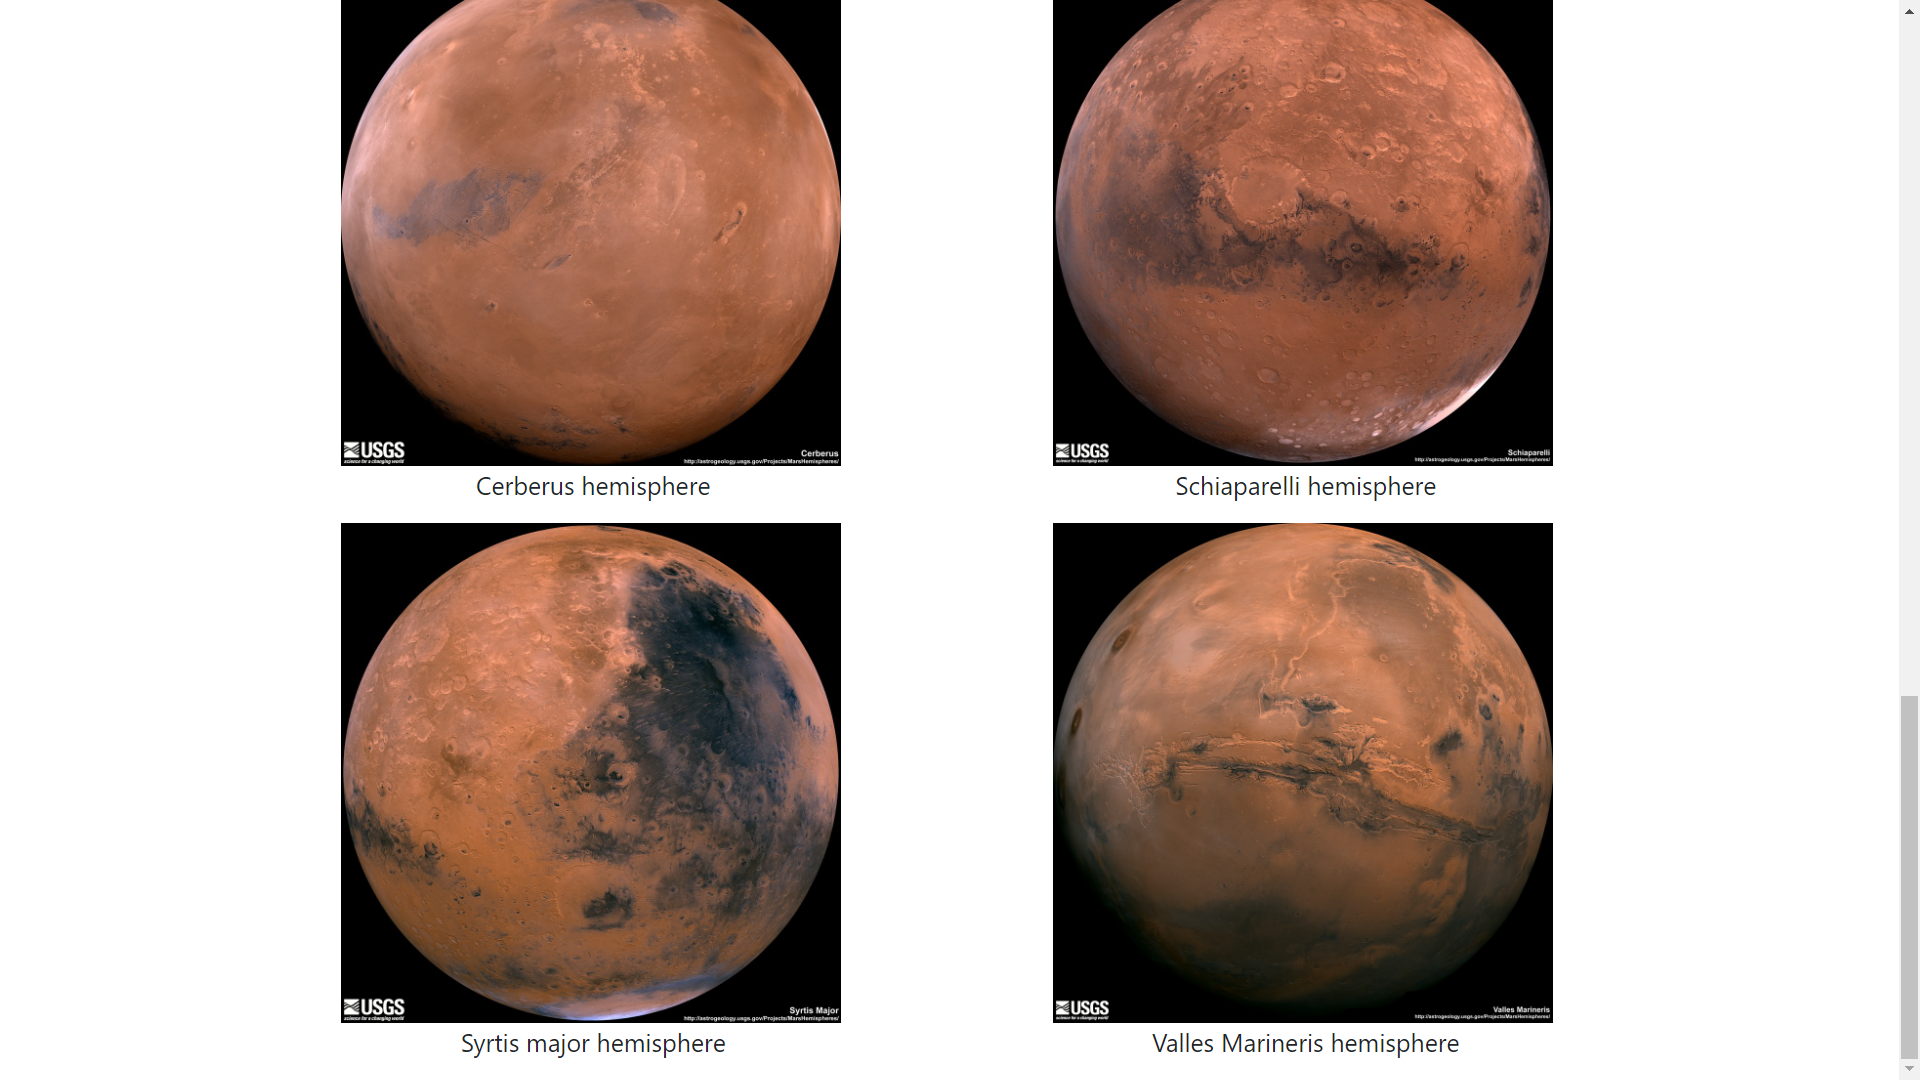 USGS
science for a changing world
Cerberus
http://astrogeology.usgs.gov/Projects/MarsHemispheres/
Cerberus hemisphere
USGS
science for a changing world
Schiaparelli
http://astrogeology.usgs.gov/Projects/MarsHemispheres/
Schiaparelli hemisphere
USGS
science for a changing world
Syrtis Major
http://astrogeology.usgs.gov/Projects/MarsHemispheres/
Syrtis major hemisphere
USGS
science for a changing world
Valles Marineris
http://astrogeology.usgs.gov/Projects/MarsHemispheres/
Valles Marineris hemisphere